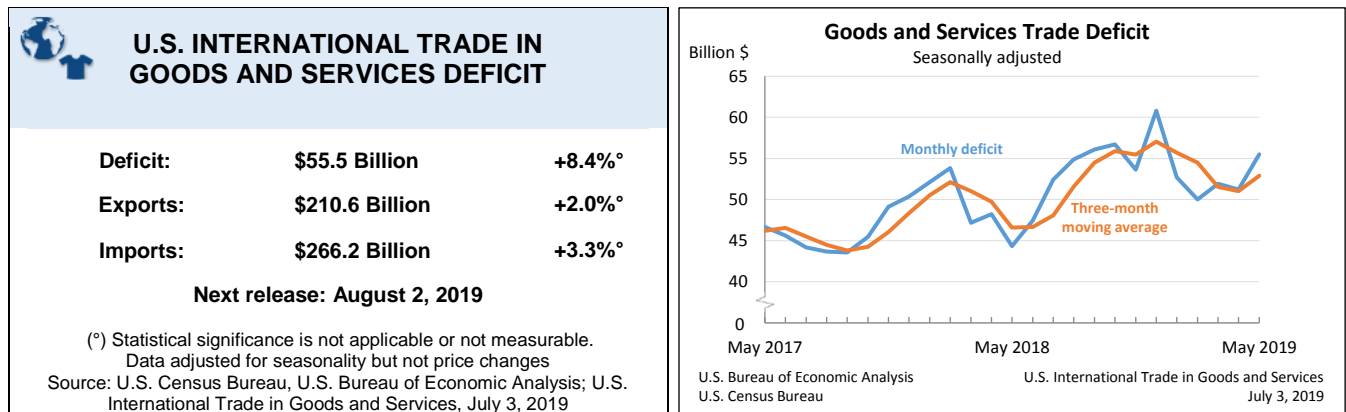 U.S. INTERNATIONAL TRADE IN
GOODS AND SERVICES DEFICIT
Deficit: $55.5 Billion +8.4%°
Exports: $210.6 Billion +2.0%°
Imports: $266.2 Billion +3.3%°
Next release: August 2, 2019
(°) Statistical significance is not applicable or not measurable.
Data adjusted for seasonality but not price changes
Source: U.S. Census Bureau, U.S. Bureau of Economic Analysis; U.S.
International Trade in Goods and Services, July 3, 2019
Goods and Services Trade Deficit
Seasonally adjusted
Billion $
65
60
55
50
45
40
0
Monthly deficit
Three-month
moving average
May 2017 May 2018 May 2019
U.S. Bureau of Economic Analysis U.S. International Trade in Goods and Services
U.S. Census Bureau July 3, 2019